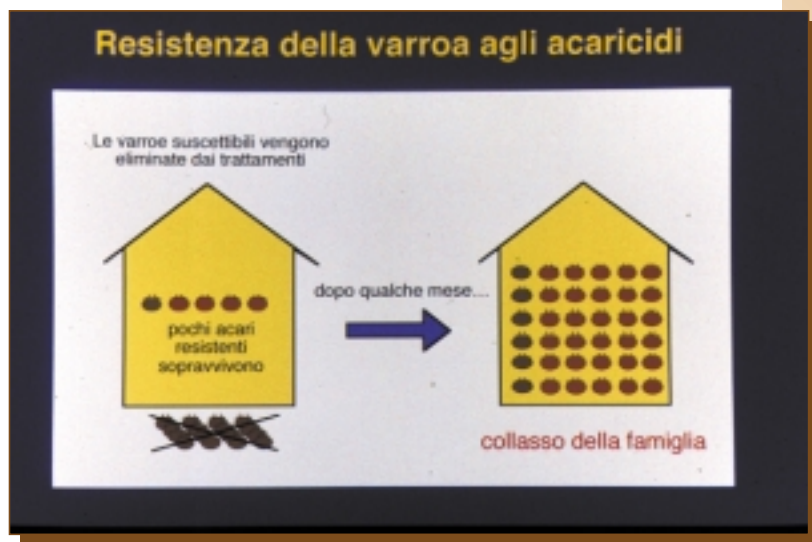 Resistenza della varroa agli acaricidi
Le varroe suscettibili vengono
eliminate dai trattamenti
dopo qualche mese....
pochi acari
resistenti
sopravvivono
collasso della famiglia